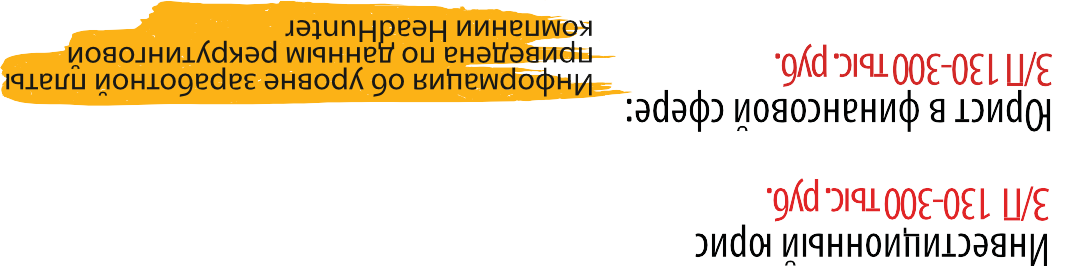 Инвестиционный юрис
З/П 130-300 тыс. руб.
Юрист в финансовой сфере:
З/П 130-300 тыс. руб.
Информация об уровне заработной платы
приведена по данным рекрутинговой
компании HeadHunter